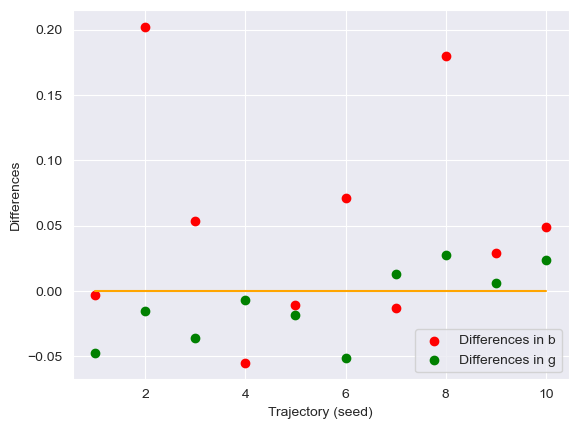 0.20
0.15
0.10
0.05
0.00
−0.05
Differences
2 4 6 8 10
Trajectory (seed)
Differences in b
Differences in g